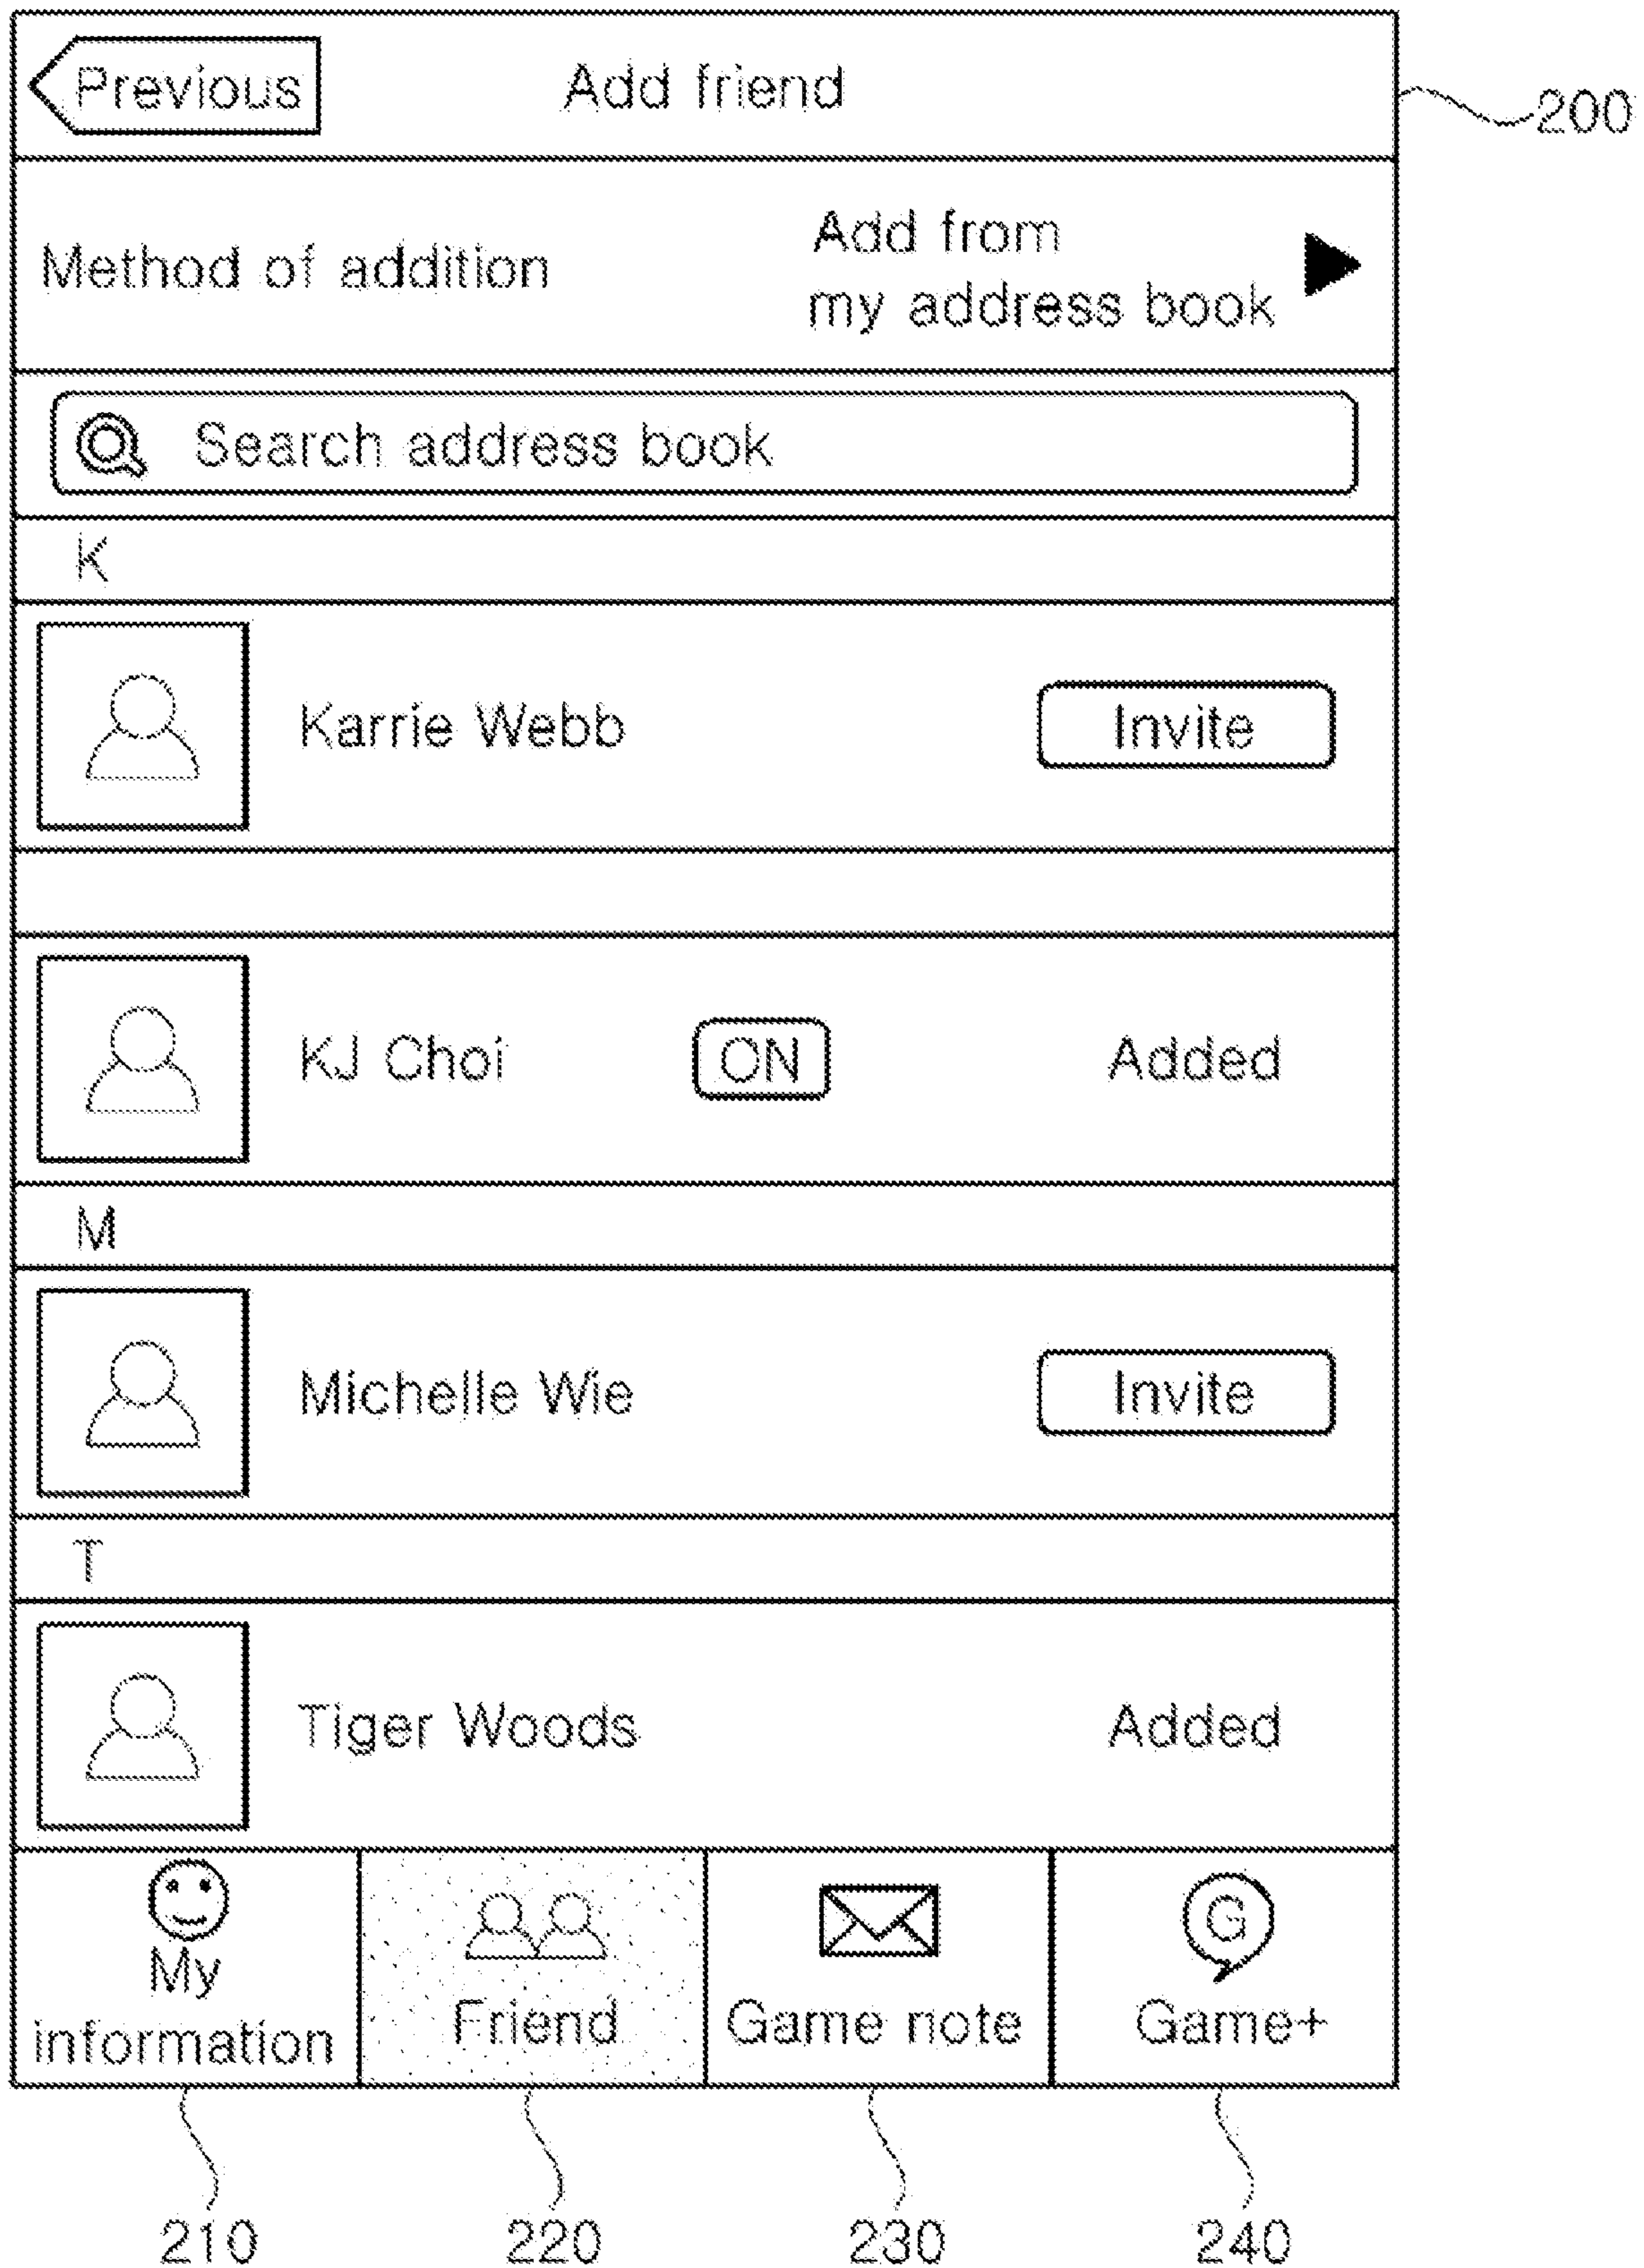 Previous
Add friend
200
Method of addition
Add from
my address book
Search address book
K
Karrie Webb
Invite
KJ Choi
ON
Added
M
Michelle Wie
Invite
T
Tiger Woods
Added
My
information
Friend
Game note
G
Game+
210
220
230
240